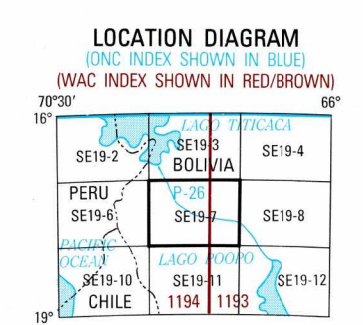 LOCATION DIAGRAM
(ONC INDEX SHOWN IN BLUE)
(WAC INDEX SHOWN IN RED/BROWN)
70°30' 66°
16°
LAGO TITICACA
SE19-2 SE19-3 SE19-4
BOLIVIA
PERU P-26
SE19-6 SE19-7 SE19-8
PACIFIC
OCEAN LAGO POOPO
SE19-10 SE19-11 SE19-12
CHILE 1194 1193
19°